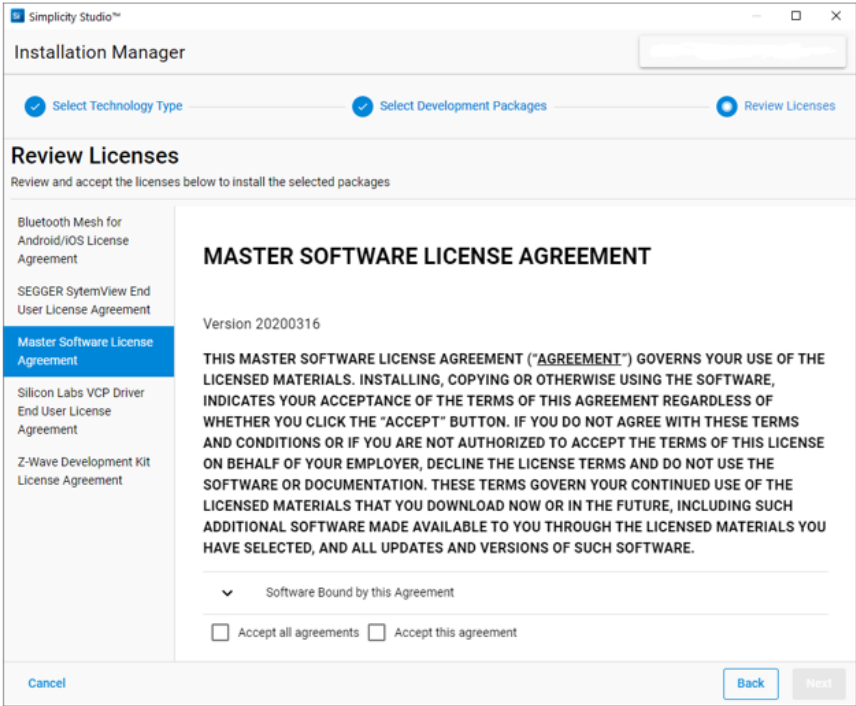 Si Simplicity Studio™
Installation Manager
Select Technology Type
Select Development Packages
Review Licenses
Review Licenses
Review and accept the licenses below to install the selected packages
Bluetooth Mesh for
Android/iOS License
Agreement
SEGGER SytemView End
User License Agreement
Master Software License
Agreement
Silicon Labs VCP Driver
End User License
Agreement
Z-Wave Development Kit
License Agreement
MASTER SOFTWARE LICENSE AGREEMENT
Version 20200316
THIS MASTER SOFTWARE LICENSE AGREEMENT (“AGREEMENT”) GOVERNS YOUR USE OF THE
LICENSED MATERIALS. INSTALLING, COPYING OR OTHERWISE USING THE SOFTWARE,
INDICATES YOUR ACCEPTANCE OF THE TERMS OF THIS AGREEMENT REGARDLESS OF
WHETHER YOU CLICK THE “ACCEPT” BUTTON. IF YOU DO NOT AGREE WITH THESE TERMS
AND CONDITIONS OR IF YOU ARE NOT AUTHORIZED TO ACCEPT THE TERMS OF THIS LICENSE
ON BEHALF OF YOUR EMPLOYER, DECLINE THE LICENSE TERMS AND DO NOT USE THE
SOFTWARE OR DOCUMENTATION. THESE TERMS GOVERN YOUR CONTINUED USE OF THE
LICENSED MATERIALS THAT YOU DOWNLOAD NOW OR IN THE FUTURE, INCLUDING SUCH
ADDITIONAL SOFTWARE MADE AVAILABLE TO YOU THROUGH THE LICENSED MATERIALS YOU
HAVE SELECTED, AND ALL UPDATES AND VERSIONS OF SUCH SOFTWARE.
Software Bound by this Agreement
Accept all agreements
Accept this agreement
Cancel
Back
Next